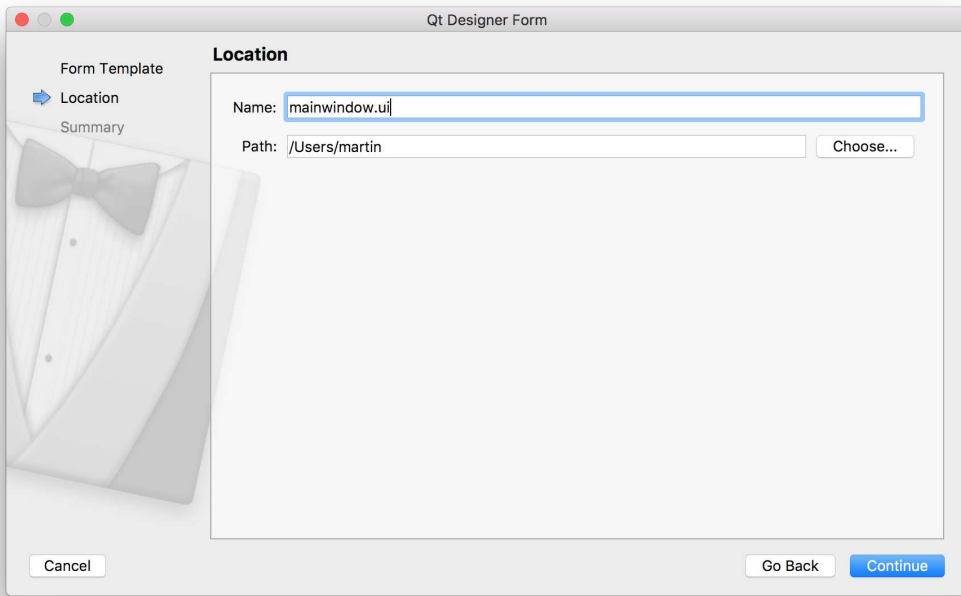 Qt Designer Form
Form Template
Location
Summary
Location
Name: mainwindow.ui
Path: /Users/martin Choose...
Cancel Go Back Continue